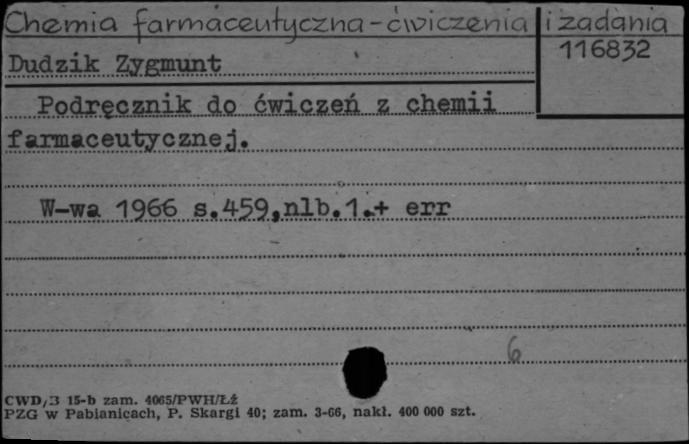 Chemia farmaceutyczna - ćwiczenia i zadania
116832
Dudzik Zygmunt
Podręcznik do ćwiczeń z chemii
farmaceutycznej.
W-wa 1966 s.459,nlb.1.+ err
6
CWD/3 15-b zam. 4065/PWH/Łź
PZG w Pabianicach, P. Skargi 40; zam. 3-66, nakł. 400 000 szt.